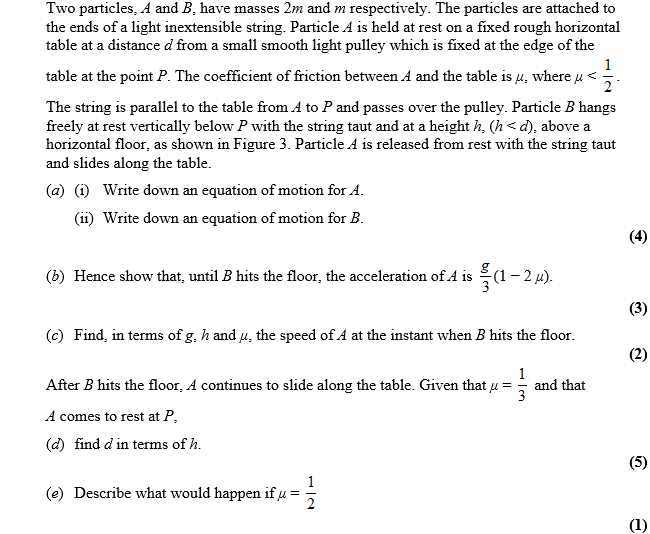 Two particles, A and B, have masses 2m and m respectively. The particles are attached to
the ends of a light inextensible string. Particle A is held at rest on a fixed rough horizontal
table at a distance d from a small smooth light pulley which is fixed at the edge of the
table at the point P. The coefficient of friction between A and the table is μ, where μ < 1/2.
The string is parallel to the table from A to P and passes over the pulley. Particle B hangs
freely at rest vertically below P with the string taut and at a height h, (h < d), above a
horizontal floor, as shown in Figure 3. Particle A is released from rest with the string taut
and slides along the table.
(a) (i) Write down an equation of motion for A.
(ii) Write down an equation of motion for B.
(4)
(b) Hence show that, until B hits the floor, the acceleration of A is g/3 (1 − 2 μ).
(3)
(c) Find, in terms of g, h and μ, the speed of A at the instant when B hits the floor.
(2)
After B hits the floor, A continues to slide along the table. Given that μ = 1/3 and that
A comes to rest at P,
(d) find d in terms of h.
(5)
(e) Describe what would happen if μ = 1/2
(1)